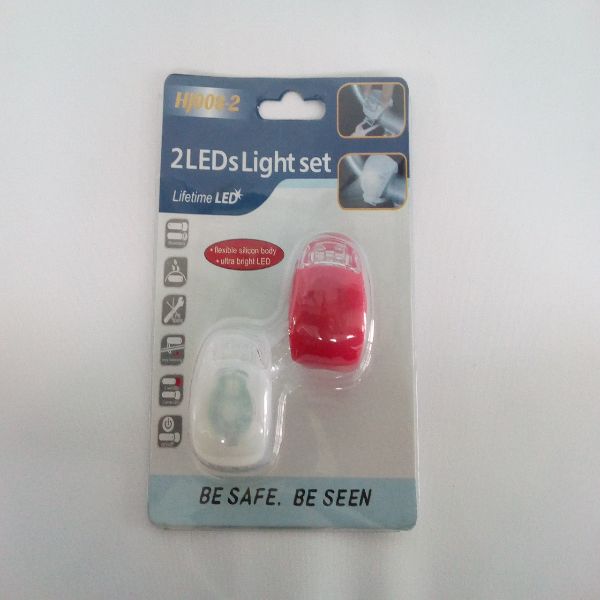 HJ008-2
2LEDs Light set
Lifetime LED
• flexible silicon body
• ultra bright LED
BE SAFE. BE SEEN